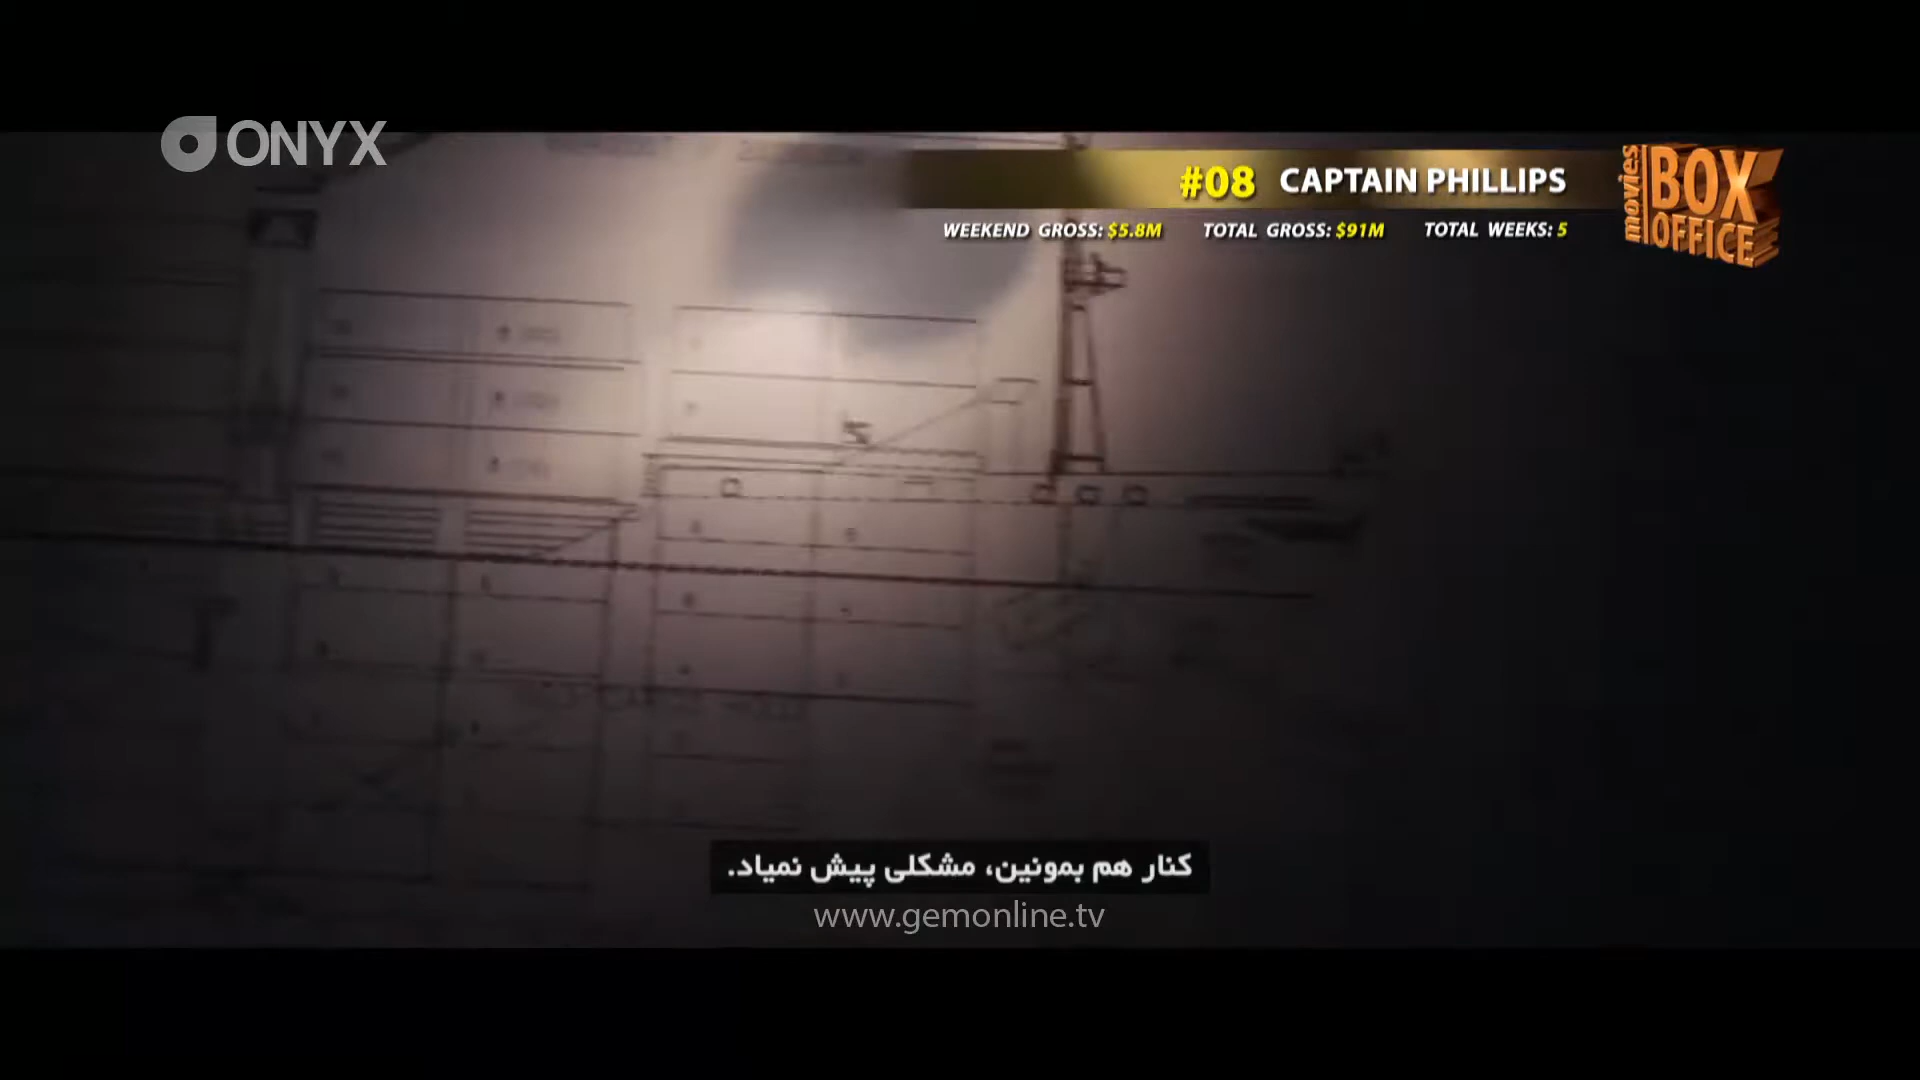 ONYX
#08 CAPTAIN PHILLIPS
WEEKEND GROSS: $5.8M TOTAL GROSS: $91M TOTAL WEEKS: 5
movies BOX OFFICE
کنار هم بمونین، مشکلی پیش نمیاد.
www.gemonline.tv